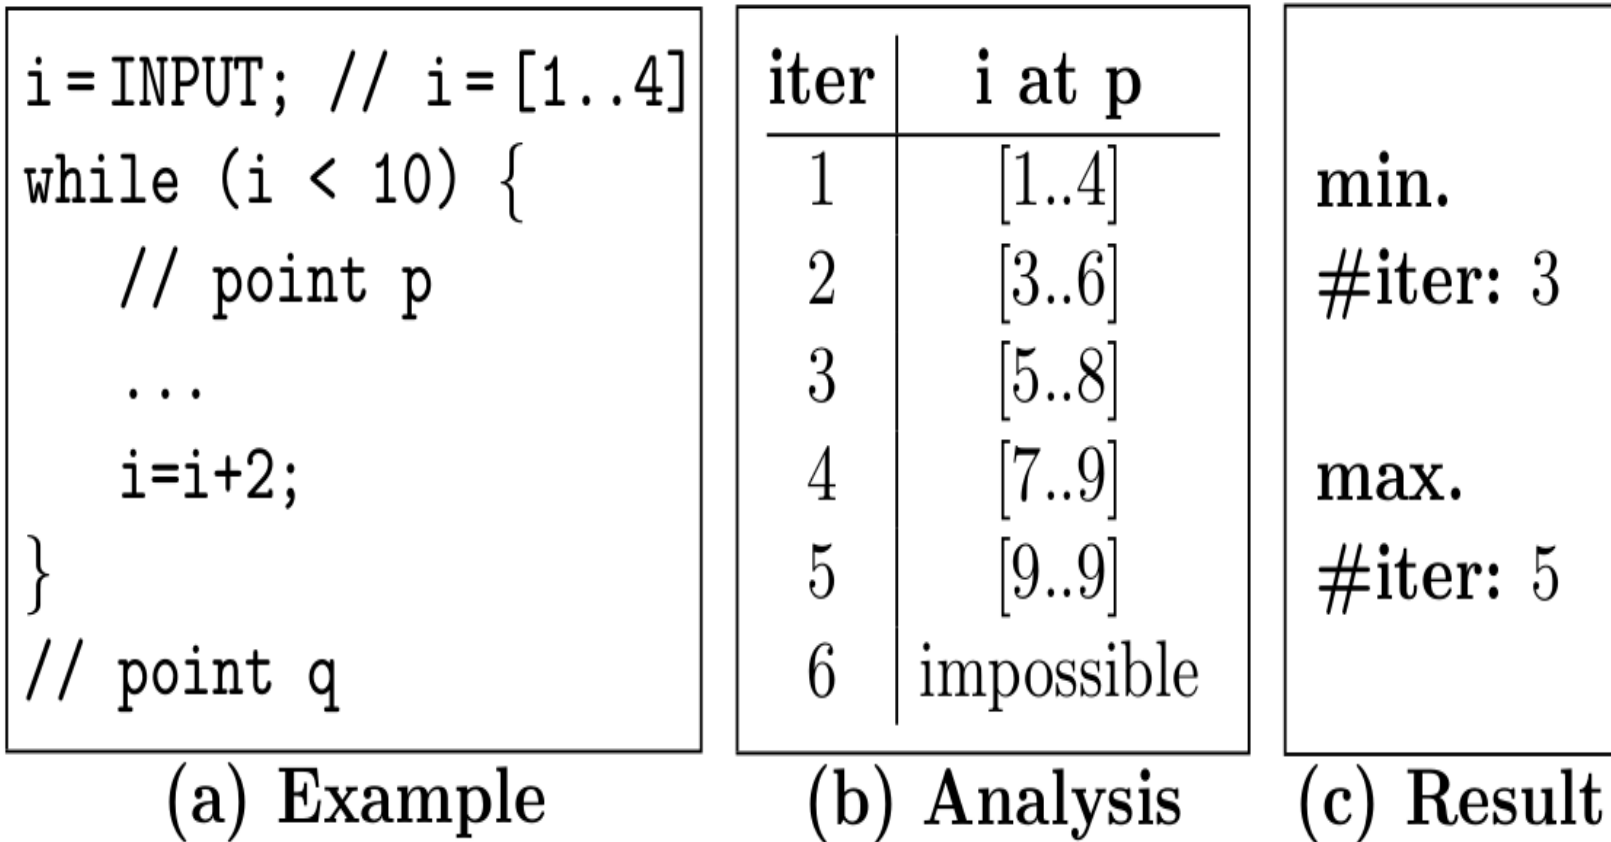 i = INPUT; // i = [1..4]
while (i < 10) {
// point p
...
i=i+2;
}
// point q
(a) Example
iter i at p
1 [1..4]
2 [3..6]
3 [5..8]
4 [7..9]
5 [9..9]
6 impossible
(b) Analysis
min.
#iter: 3
max.
#iter: 5
(c) Result